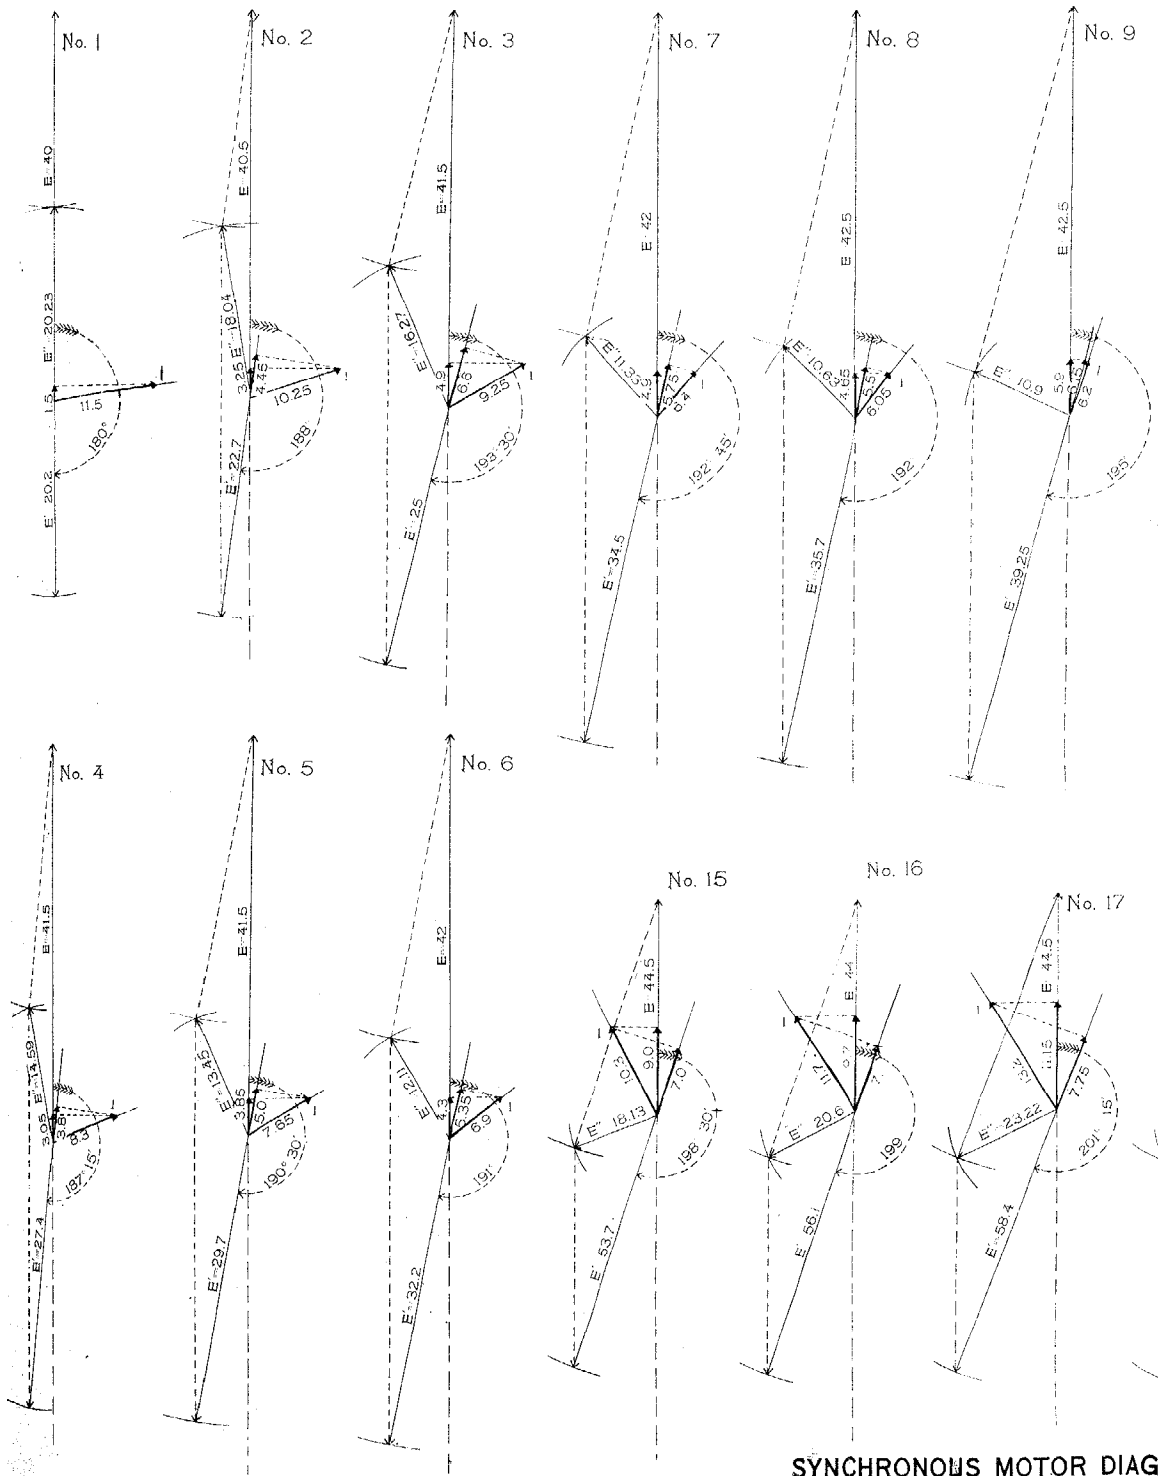 No. 1
E=40
E″ 20.23
1.5
11.5
I
180°
E′ 20.2
No. 2
E=40.5
E″ 18.04
3.25
4.45
10.25
I
188°
E′=22.7
No. 3
E=41.5
E″=16.27
4.9
6.6
9.25
I
193° 30′
E′=25
No. 7
E 42
E″ 11.33
4.9
5.75
6.4
I
192° 45′
E′=34.5
No. 8
E 42.5
E″ 10.63
4.65
5.5
6.05
I
192°
E′=35.7
No. 9
E 42.5
E″ 10.9
5.9
6.2
I
195°
E′ 39.25
No. 4
E=41.5
E″=14.59
3.05
3.8
8.3
I
187° 15′
E′=27.4
No. 5
E=41.5
E″=13.45
3.85
5.0
7.65
I
190° 30′
E′=29.7
No. 6
E=42
E″ 12.11
4.3
5.35
6.9
I
191°
E′=32.2
No. 15
E 44.5
I
10.3
9.0
7.0
E″ 18.13
198° 30′
E′ 53.7
No. 16
E 44
I
11.7
E″ 20.6
199
E′ 56.1
No. 17
E 44.5
I
13.2
11.15
7.75
E″=23.22
201° 15′
E′=58.4
SYNCHRONOUS MOTOR DIAG